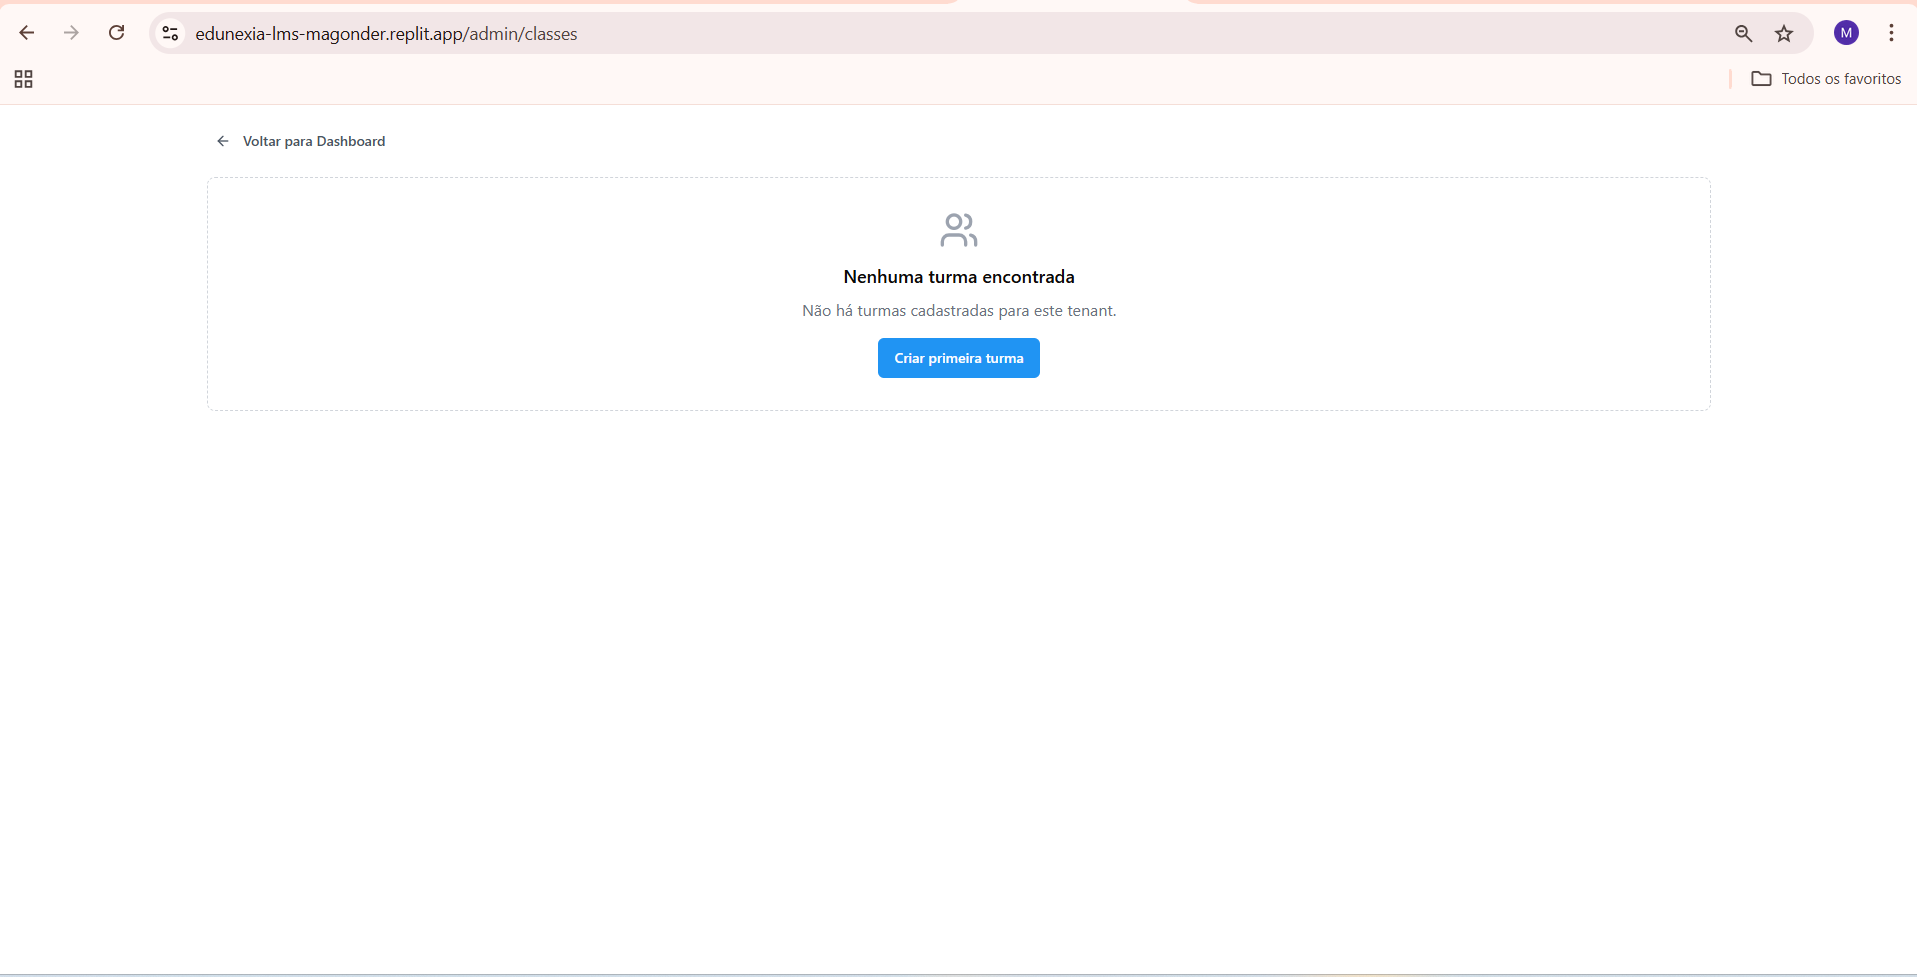 edunexia-lms-magonder.replit.app/admin/classes
M
Todos os favoritos
Voltar para Dashboard
Nenhuma turma encontrada
Não há turmas cadastradas para este tenant.
Criar primeira turma